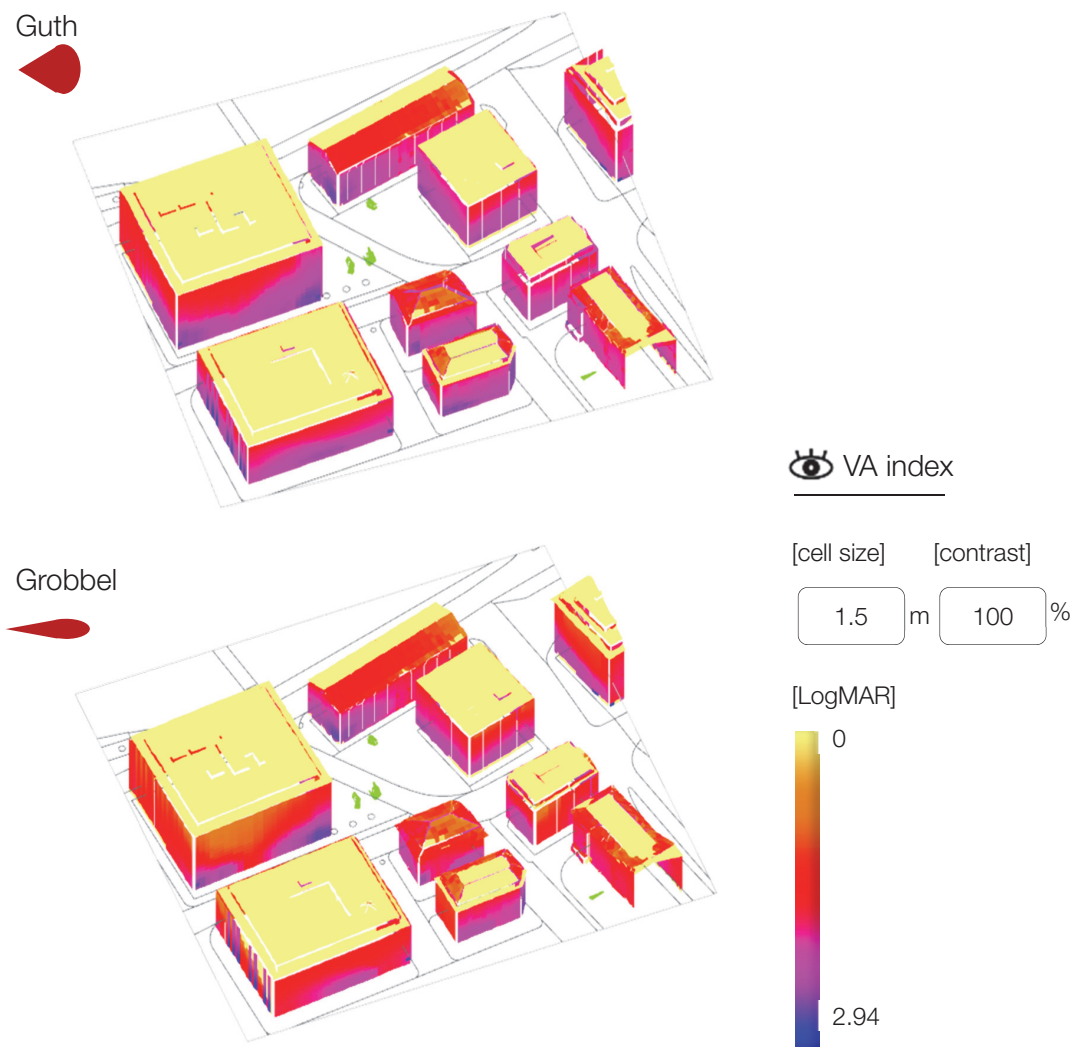 Guth
Grobbel
VA index
[cell size] [contrast]
1.5 m 100 %
[LogMAR]
0
2.94